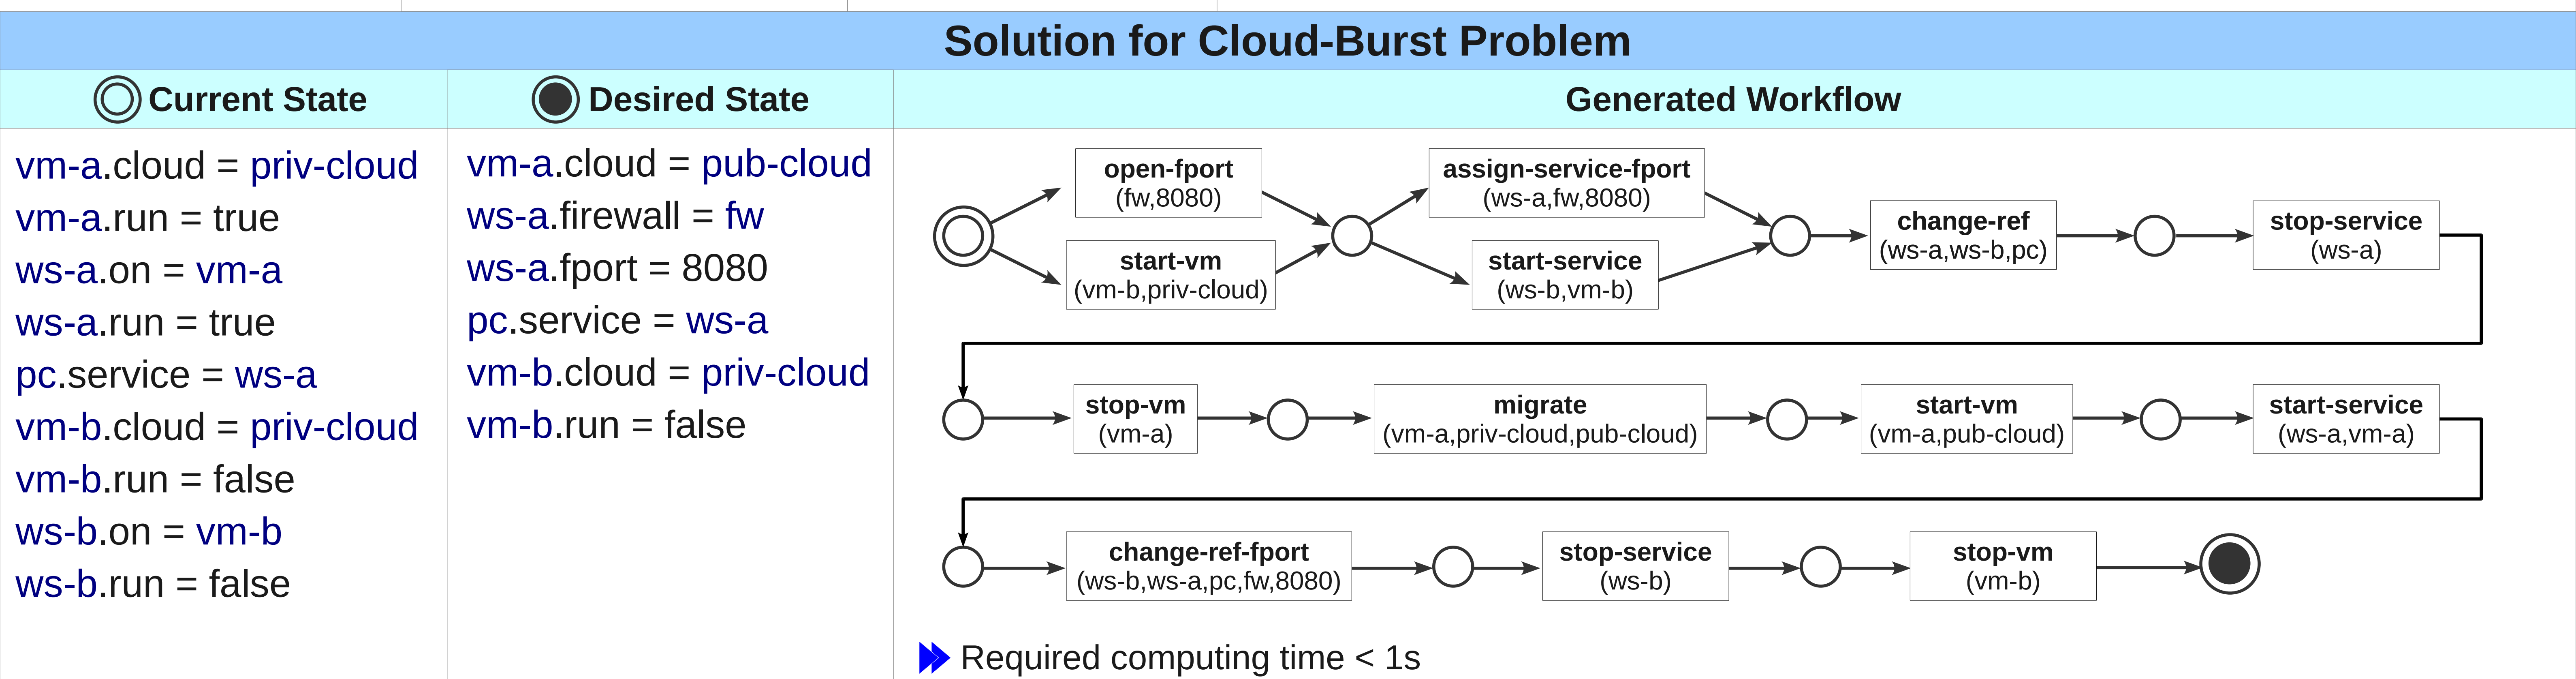 Solution for Cloud-Burst Problem
Current State
Desired State
Generated Workflow
vm-a.cloud = priv-cloud
vm-a.run = true
ws-a.on = vm-a
ws-a.run = true
pc.service = ws-a
vm-b.cloud = priv-cloud
vm-b.run = false
ws-b.on = vm-b
ws-b.run = false
vm-a.cloud = pub-cloud
ws-a.firewall = fw
ws-a.fport = 8080
pc.service = ws-a
vm-b.cloud = priv-cloud
vm-b.run = false
open-fport
(fw,8080)
start-vm
(vm-b,priv-cloud)
assign-service-fport
(ws-a,fw,8080)
start-service
(ws-b,vm-b)
change-ref
(ws-a,ws-b,pc)
stop-service
(ws-a)
stop-vm
(vm-a)
migrate
(vm-a,priv-cloud,pub-cloud)
start-vm
(vm-a,pub-cloud)
start-service
(ws-a,vm-a)
change-ref-fport
(ws-b,ws-a,pc,fw,8080)
stop-service
(ws-b)
stop-vm
(vm-b)
Required computing time < 1s